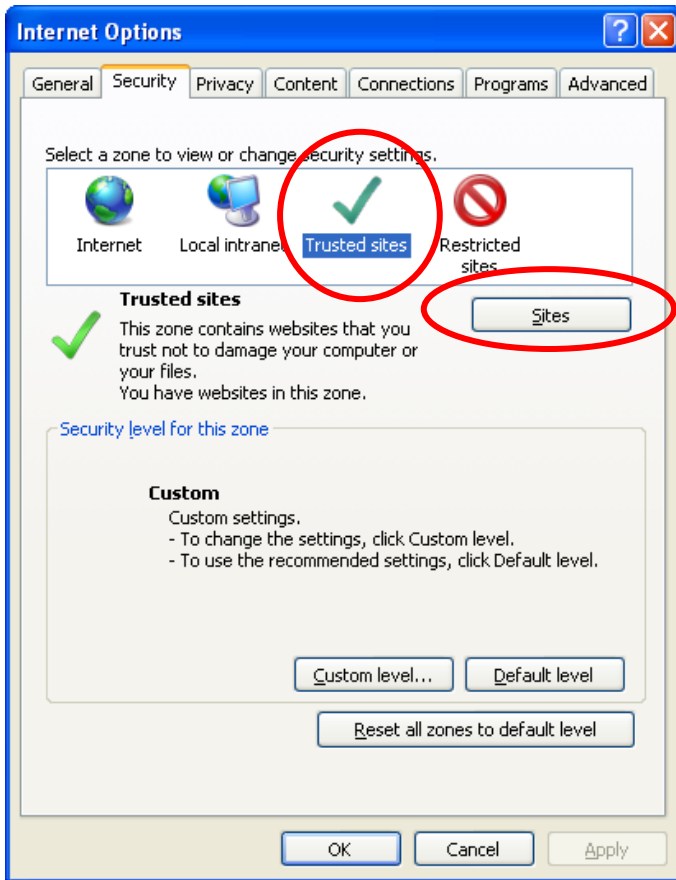 Internet Options
General Security Privacy Content Connections Programs Advanced
Select a zone to view or change security settings.
Internet Local intranet Trusted sites Restricted
sites
Trusted sites
Sites
This zone contains websites that you
trust not to damage your computer or
your files.
You have websites in this zone.
Security level for this zone
Custom
Custom settings.
- To change the settings, click Custom level.
- To use the recommended settings, click Default level.
Custom level... Default level
Reset all zones to default level
OK Cancel Apply